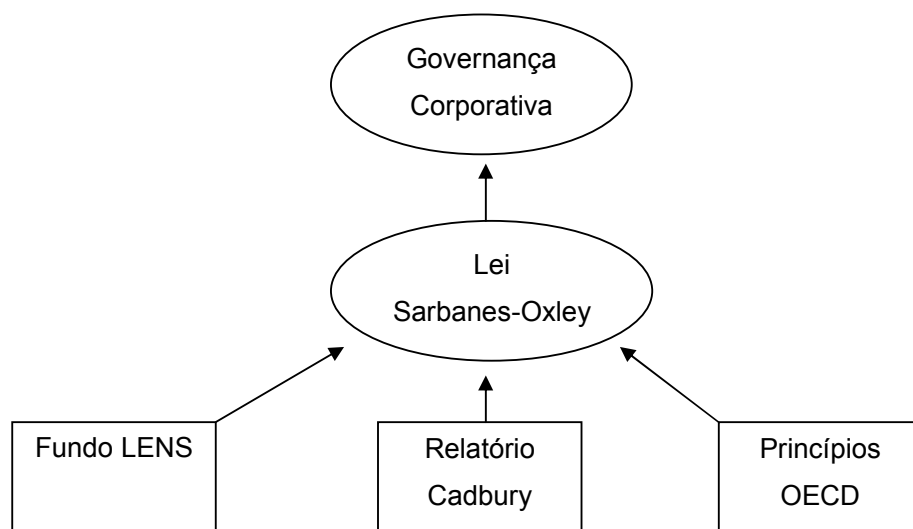 Governança
Corporativa
Lei
Sarbanes-Oxley
Fundo LENS
Relatório
Cadbury
Princípios
OECD